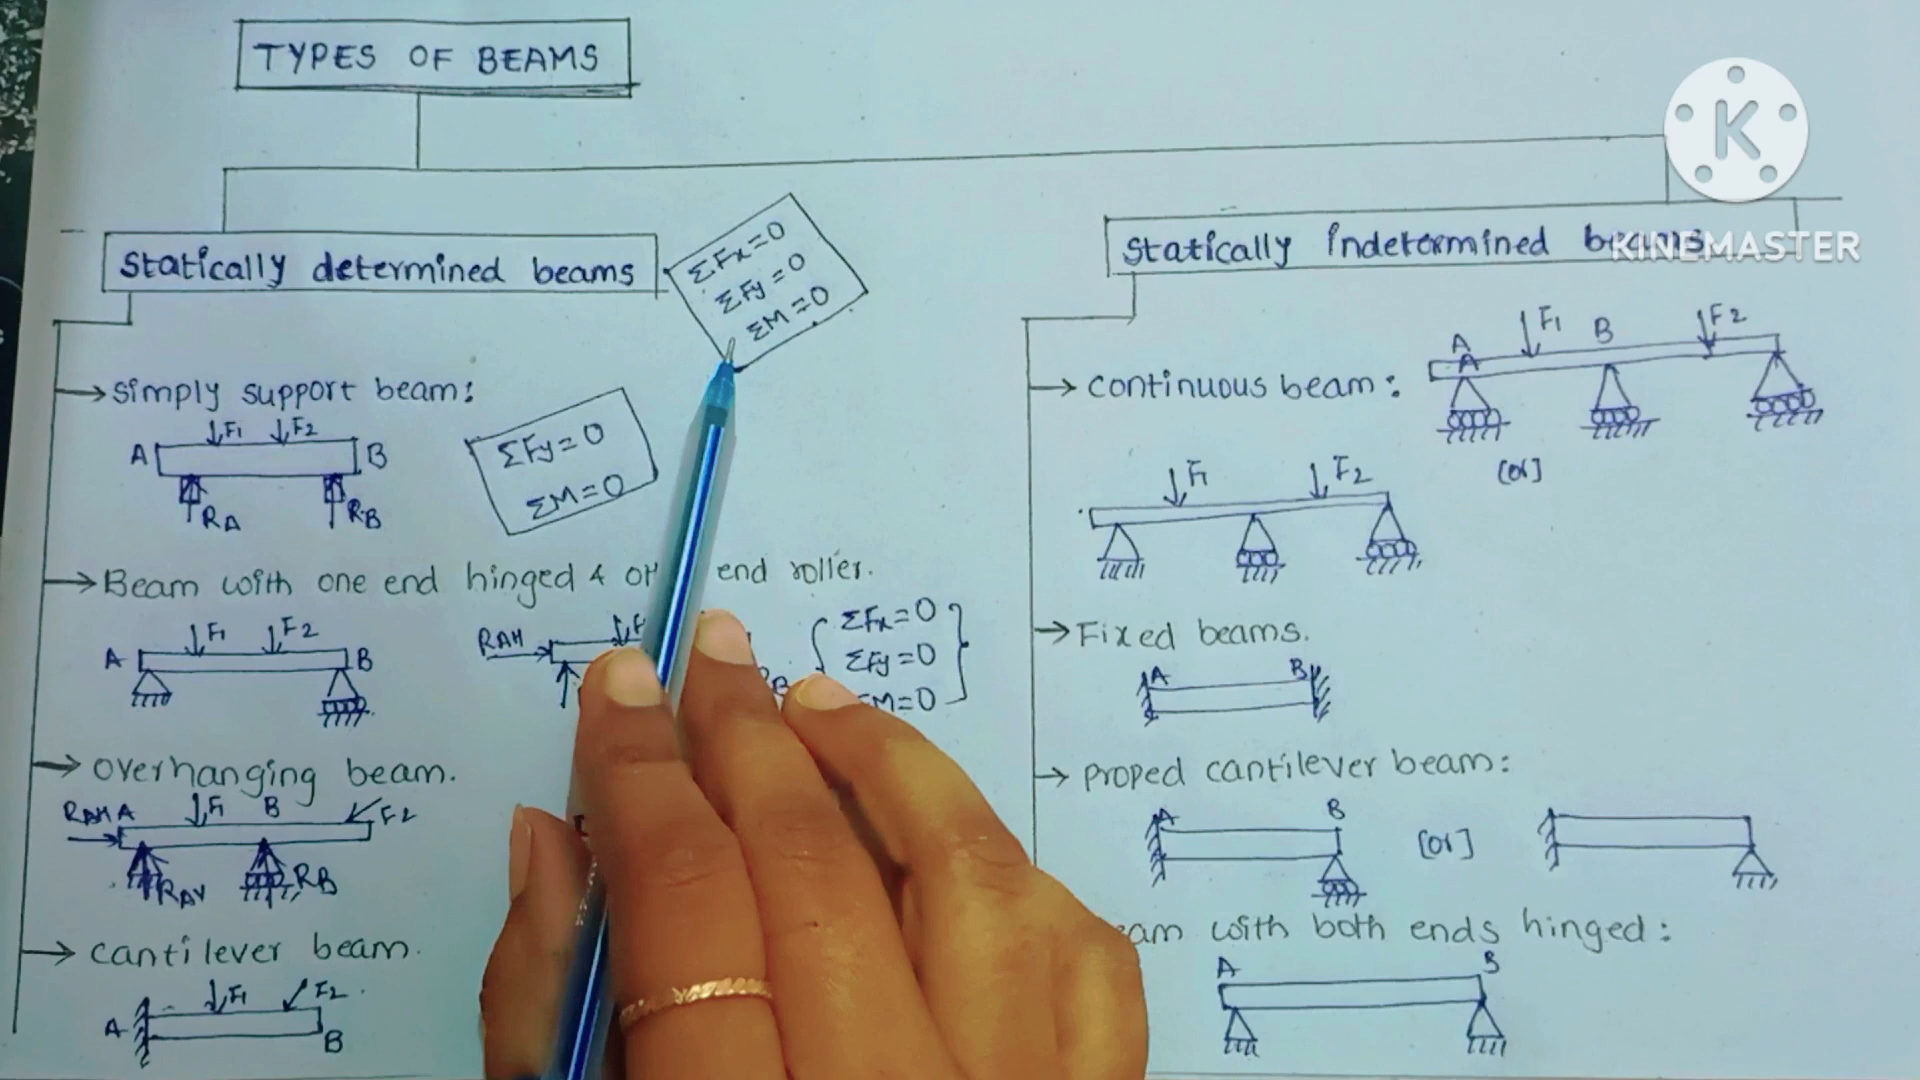 TYPES OF BEAMS
Statically determined beams
ΣFx=0
ΣFy=0
ΣM=0
simply support beam:
F1 F2
A B
RA RB
ΣFy=0
ΣM=0
Beam with one end hinged & end roller.
F1 F2
A B
RAH
ΣFx=0
ΣFy=0
M=0
overhanging beam.
RAH A F1 B F2
RAV RB
cantilever beam.
F1 F2
A
B
Statically indetermined beams
continuous beam:
A F1 B F2
A
[or]
F1 F2
Fixed beams.
A B
proped cantilever beam:
A B
[or]
eam with both ends hinged:
A B
K
KINEMASTER